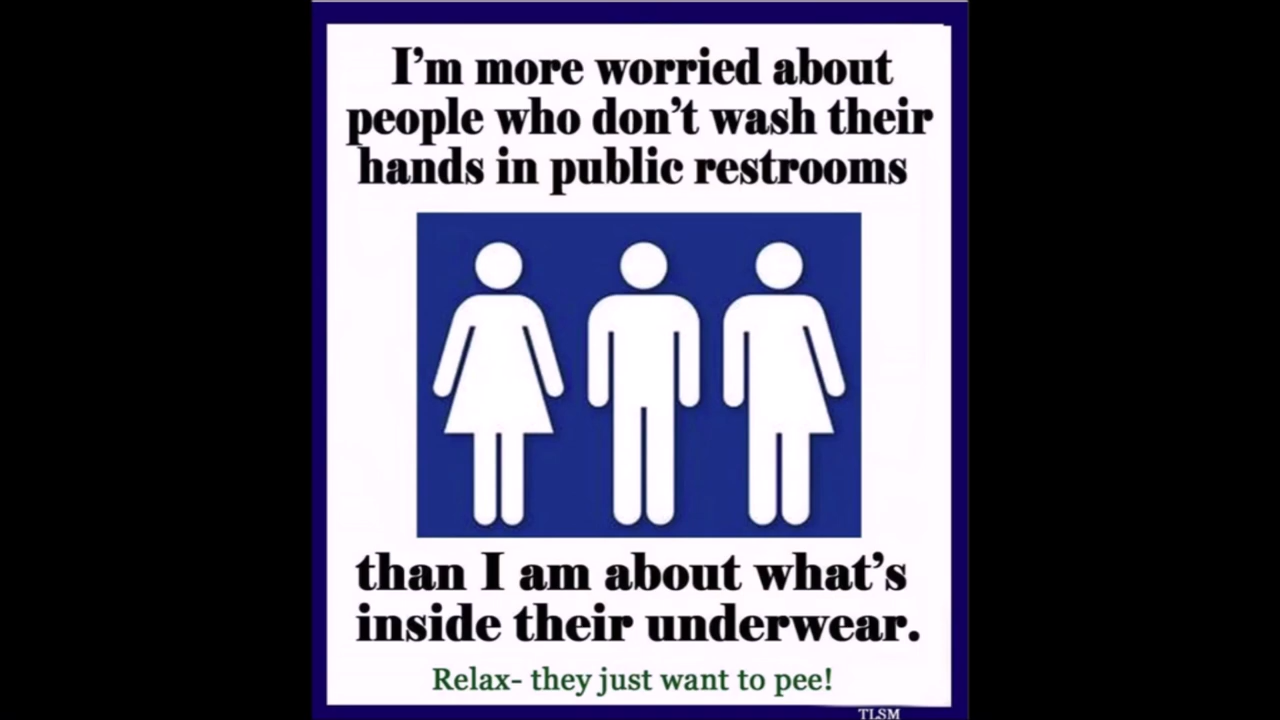 I'm more worried about
people who don't wash their
hands in public restrooms
than I am about what's
inside their underwear.
Relax- they just want to pee!
TLSM